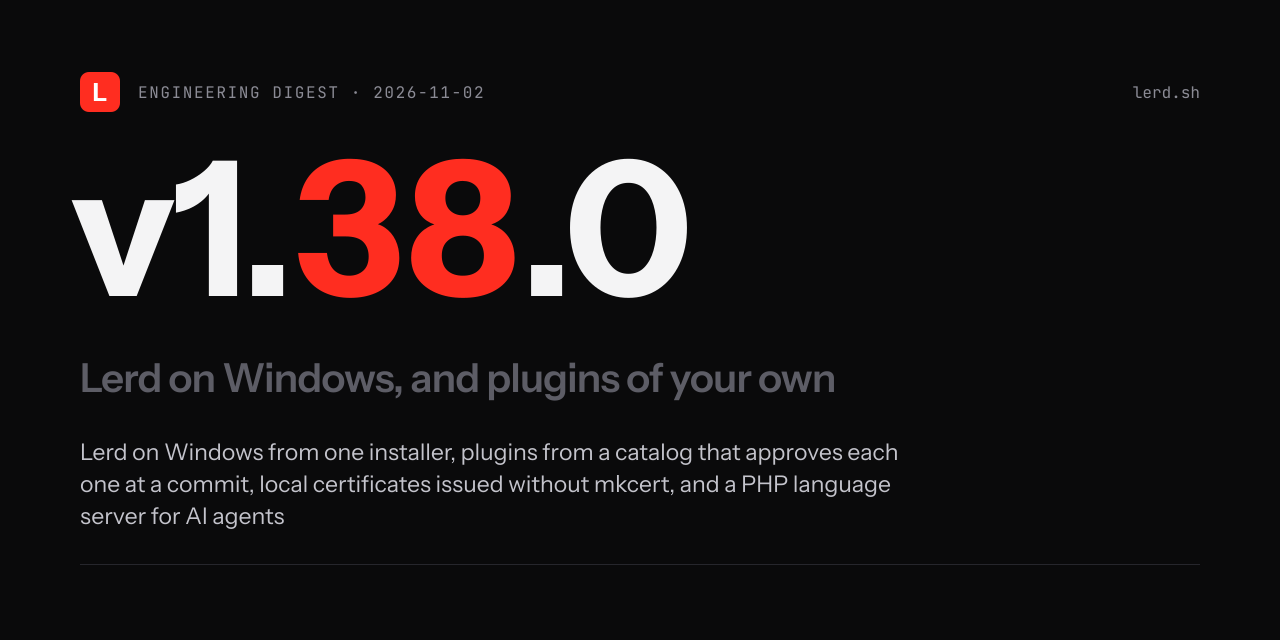 L
ENGINEERING DIGEST · 2026-11-02
lerd.sh
v1.38.0
Lerd on Windows, and plugins of your own
Lerd on Windows from one installer, plugins from a catalog that approves each
one at a commit, local certificates issued without mkcert, and a PHP language
server for AI agents